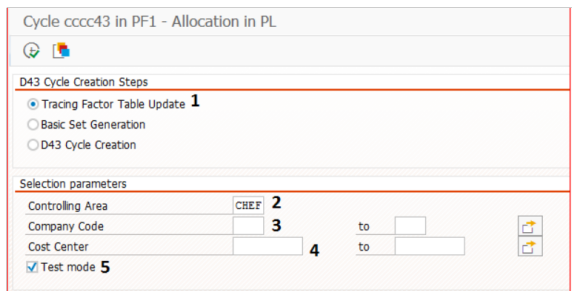 Cycle cccc43 in PF1 - Allocation in PL
D43 Cycle Creation Steps
Tracing Factor Table Update 1
Basic Set Generation
D43 Cycle Creation
Selection parameters
Controlling Area CHEF 2
Company Code 3 to
Cost Center 4 to
Test mode 5